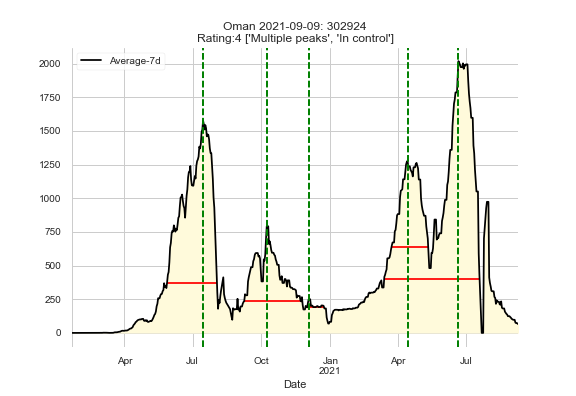 Oman 2021-09-09: 302924
Rating:4 ['Multiple peaks', 'In control']
Average-7d
2000
1750
1500
1250
1000
750
500
250
0
Apr
Jul
Oct
Jan
2021
Apr
Jul
Date